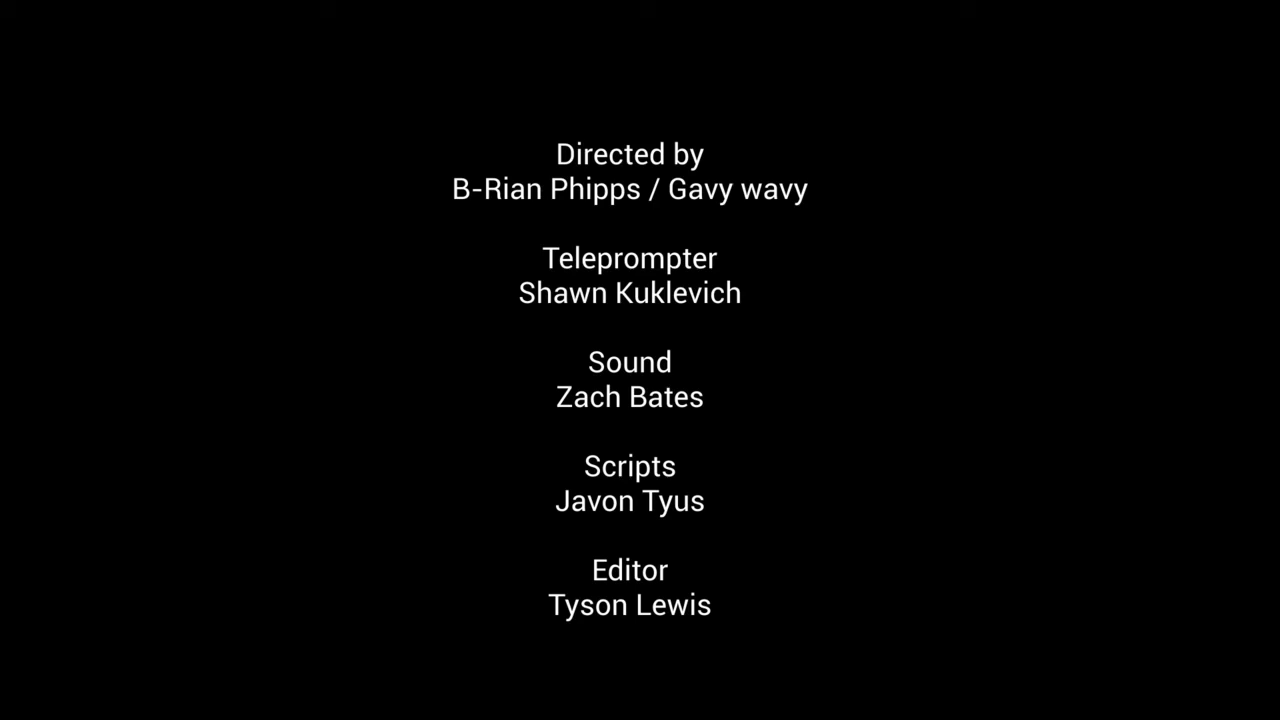 Directed by
B-Rian Phipps / Gavy wavy
Teleprompter
Shawn Kuklevich
Sound
Zach Bates
Scripts
Javon Tyus
Editor
Tyson Lewis